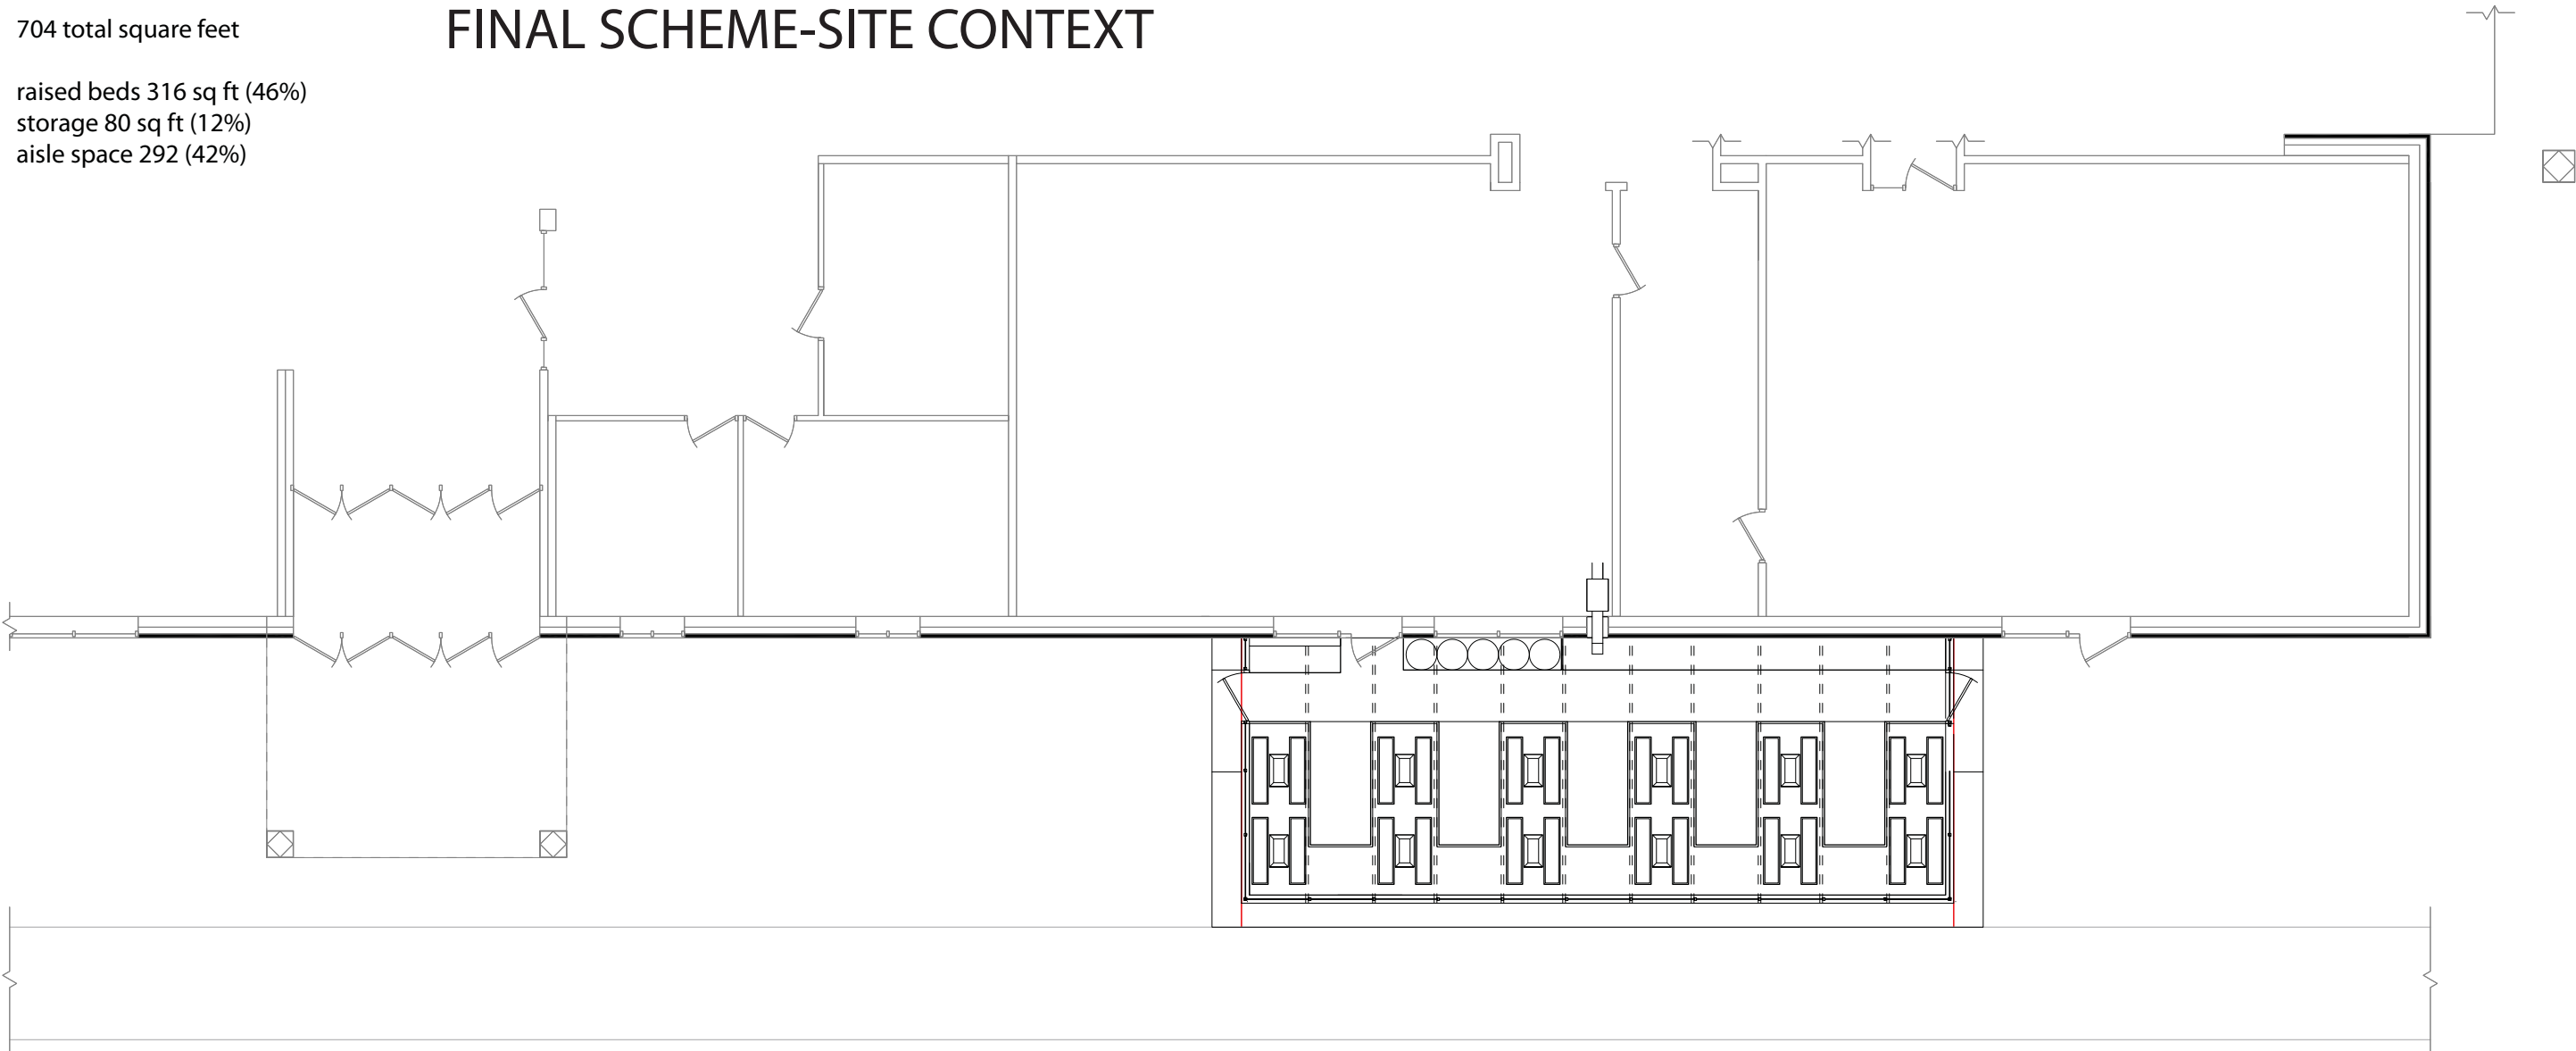 704 total square feet
FINAL SCHEME-SITE CONTEXT
raised beds 316 sq ft (46%)
storage 80 sq ft (12%)
aisle space 292 (42%)